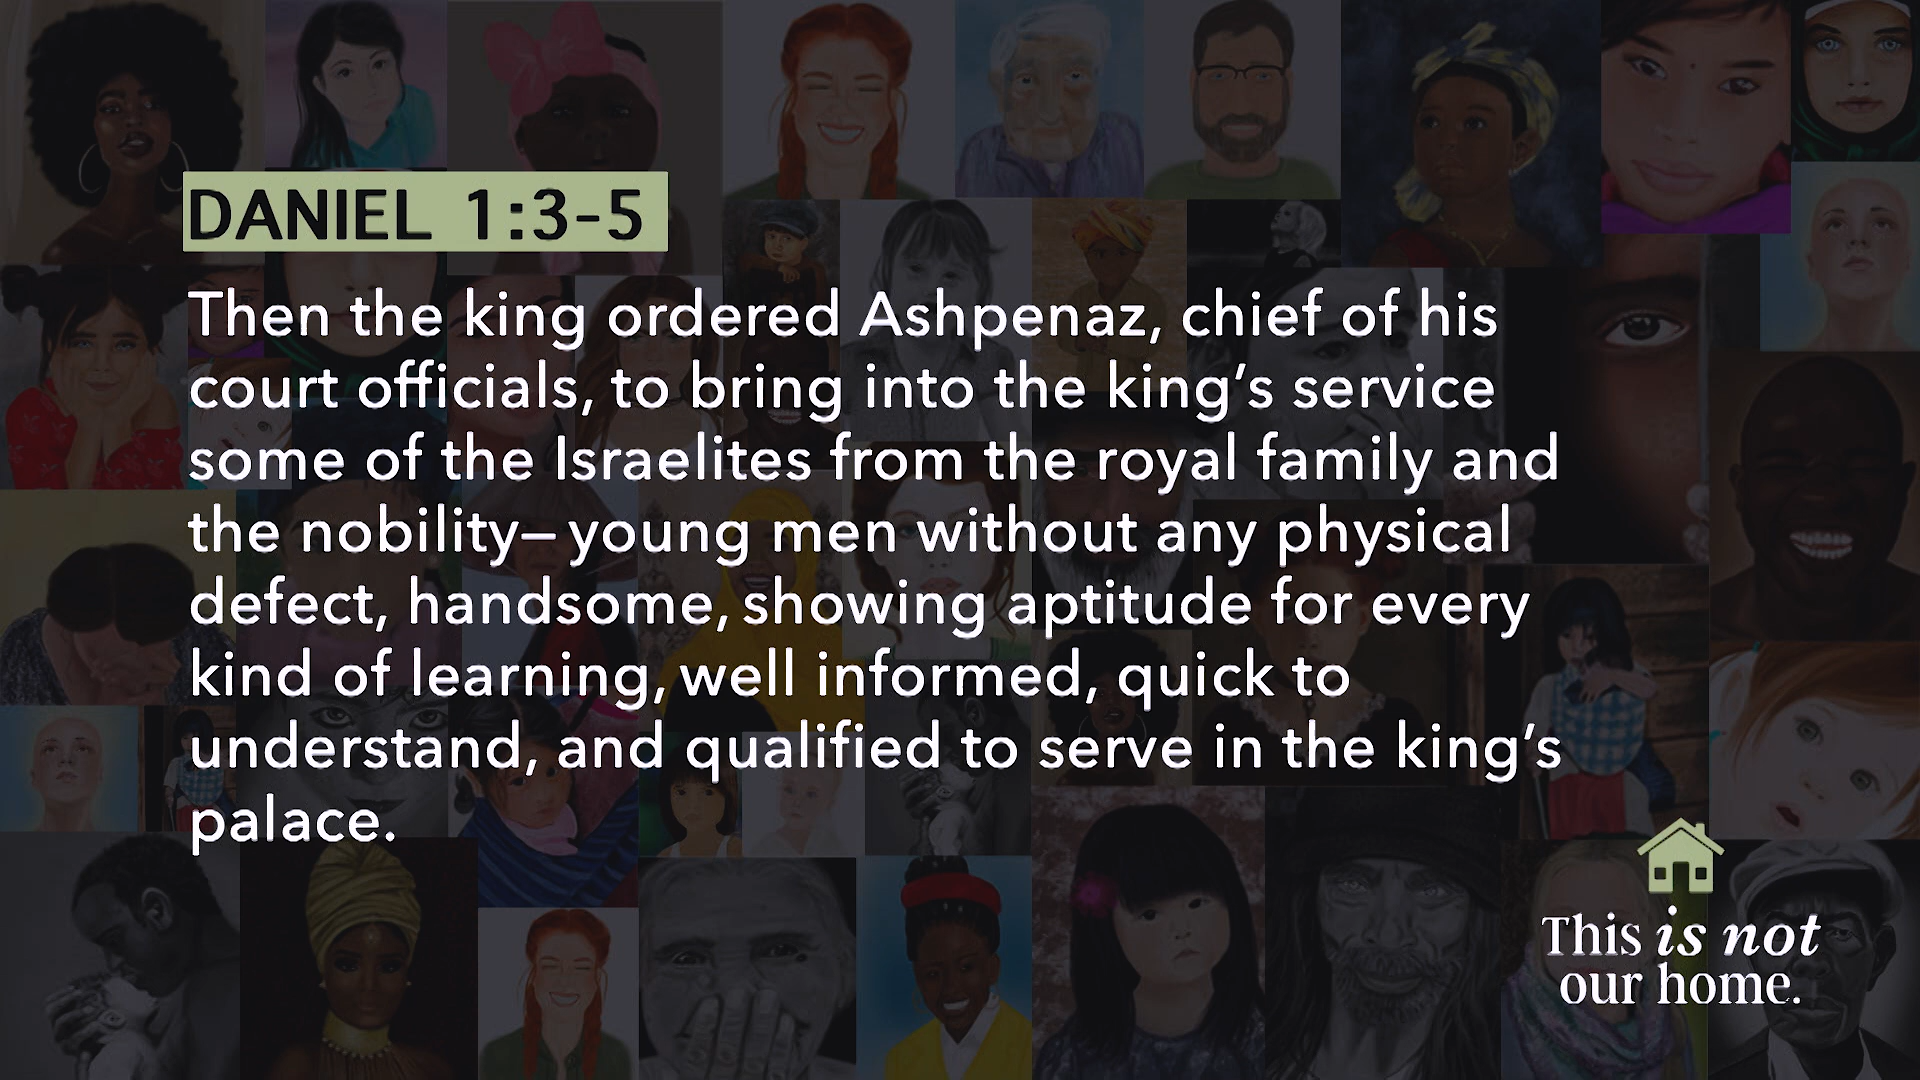 DANIEL 1:3-5
Then the king ordered Ashpenaz, chief of his
court officials, to bring into the king’s service
some of the Israelites from the royal family and
the nobility—young men without any physical
defect, handsome, showing aptitude for every
kind of learning, well informed, quick to
understand, and qualified to serve in the king’s
palace.
This is not
our home.